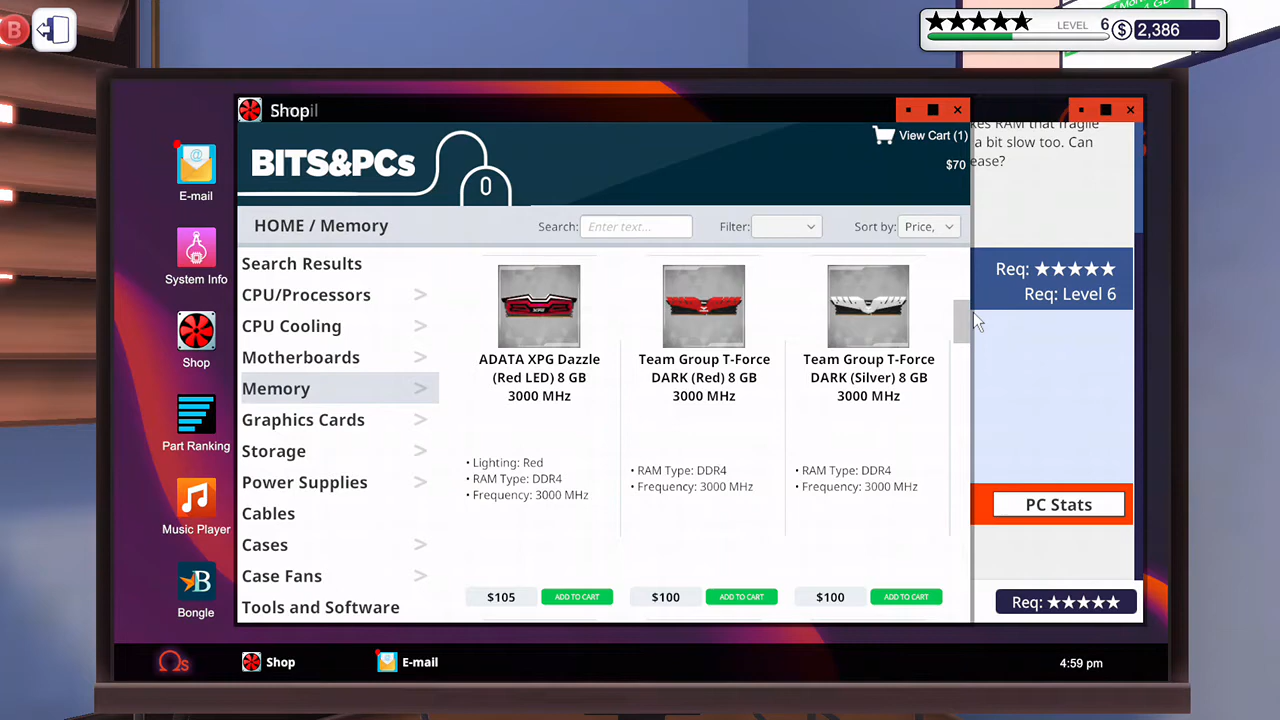 B
LEVEL 6
$ 2,386
Shop
View Cart (1)
$70
BITS&PCs
HOME / Memory
Search: Enter text...
Filter:
Sort by: Price,
Search Results
CPU/Processors >
CPU Cooling >
Motherboards >
Memory >
Graphics Cards >
Storage >
Power Supplies >
Cables
Cases >
Case Fans >
Tools and Software
ADATA XPG Dazzle
(Red LED) 8 GB
3000 MHz
• Lighting: Red
• RAM Type: DDR4
• Frequency: 3000 MHz
$105
ADD TO CART
Team Group T-Force
DARK (Red) 8 GB
3000 MHz
• RAM Type: DDR4
• Frequency: 3000 MHz
$100
ADD TO CART
Team Group T-Force
DARK (Silver) 8 GB
3000 MHz
• RAM Type: DDR4
• Frequency: 3000 MHz
$100
ADD TO CART
RAM that fragile
a bit slow too. Can
ease?
Req: ★★★★★
Req: Level 6
PC Stats
Req: ★★★★★
E-mail
System Info
Shop
Part Ranking
Music Player
Bongle
Ωs
Shop
E-mail
4:59 pm